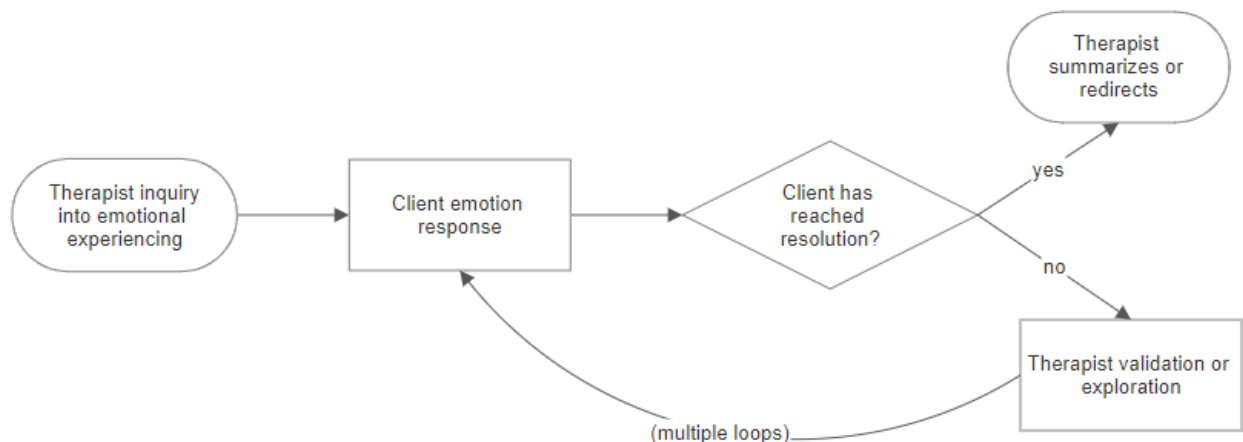 Therapist inquiry
into emotional
experiencing
Client emotion
response
Client has
reached
resolution?
yes
Therapist
summarizes or
redirects
no
Therapist validation or
exploration
(multiple loops)